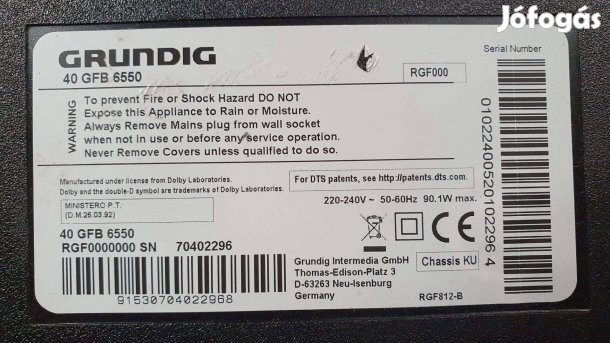 Jófogás
GRUNDIG
40 GFB 6550
RGF000
Serial Number
WARNING
To prevent Fire or Shock Hazard DO NOT
Expose this Appliance to Rain or Moisture.
Always Remove Mains plug from wall socket
when not in use or before any service operation.
Never Remove Covers unless qualified to do so.
Manufactured under license from Dolby Laboratories.
Dolby and the double-D symbol are trademarks of Dolby Laboratories.
For DTS patents, see http://patents.dts.com.
MINISTERO P.T.
(D.M.26.03.92)
220-240V ~ 50-60Hz 90.1W max.
40 GFB 6550
RGF0000000 SN 70402296
91530704022968
Grundig Intermedia GmbH
Thomas-Edison-Platz 3
D-63263 Neu-Isenburg
Germany
CE
Chassis KU
RGF812-B
01022400520102296 4